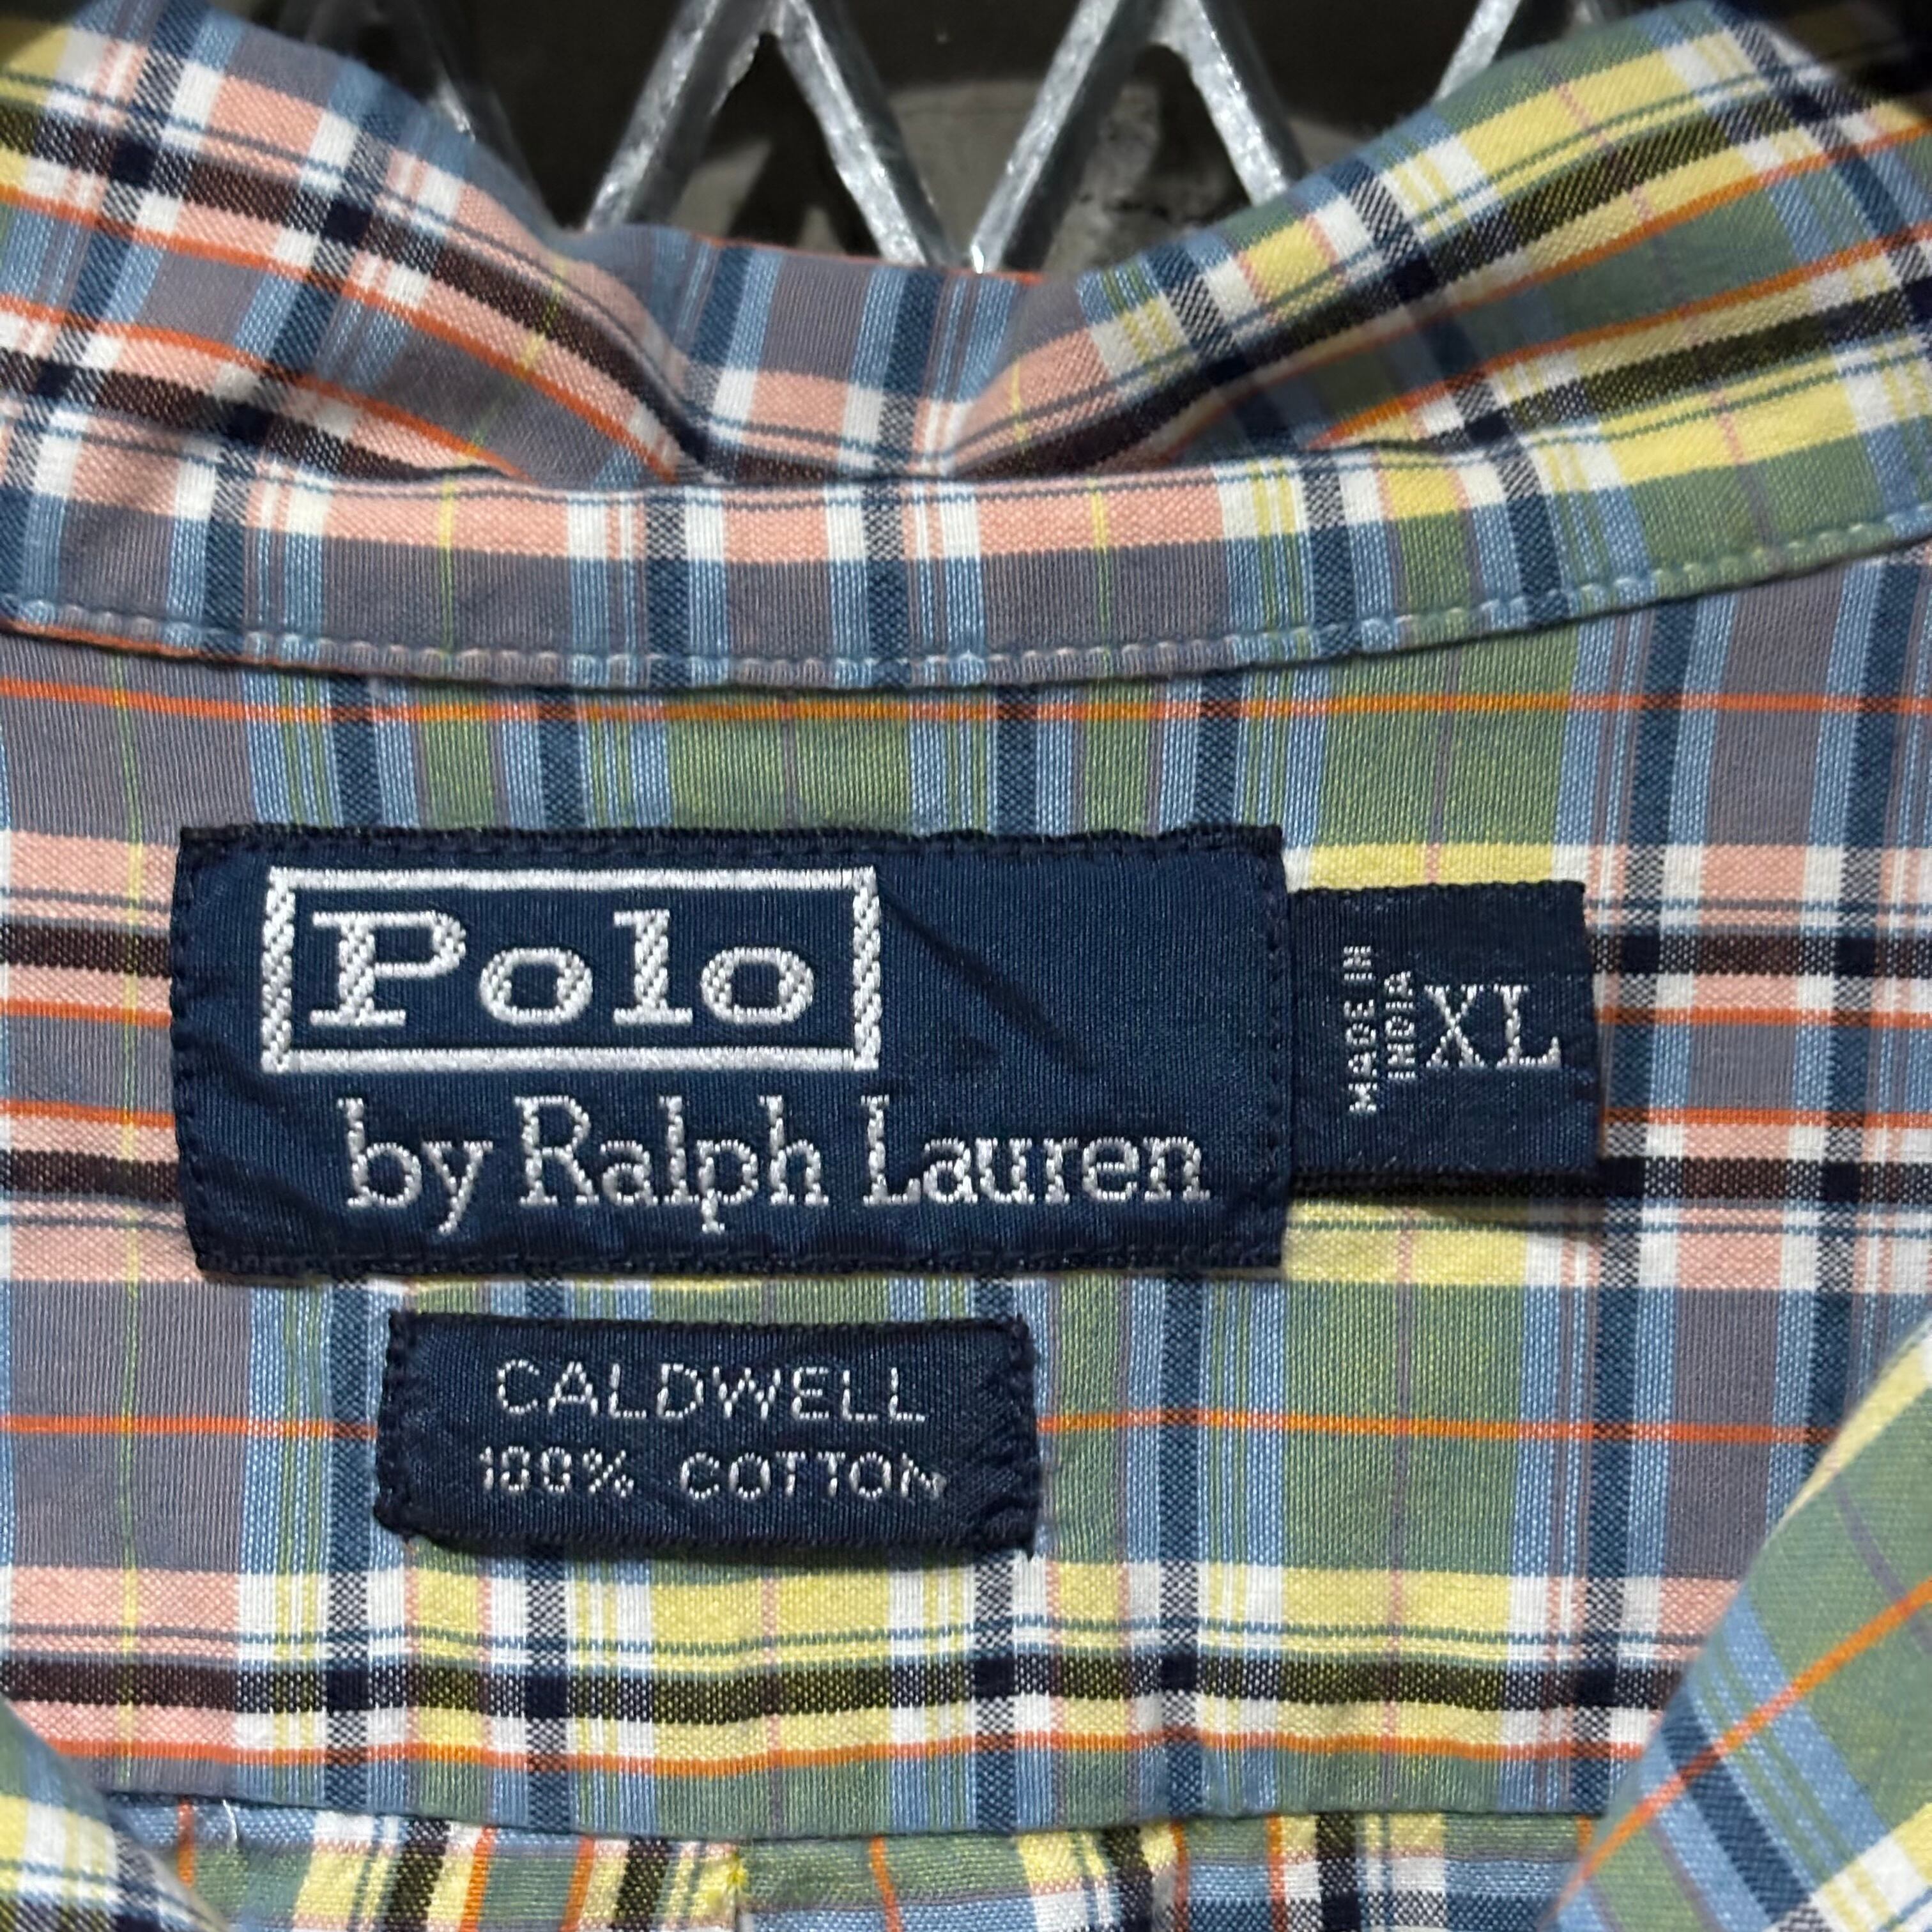 Polo
by Ralph Lauren
MADE IN
INDIA
XL
CALDWELL
100% COTTON